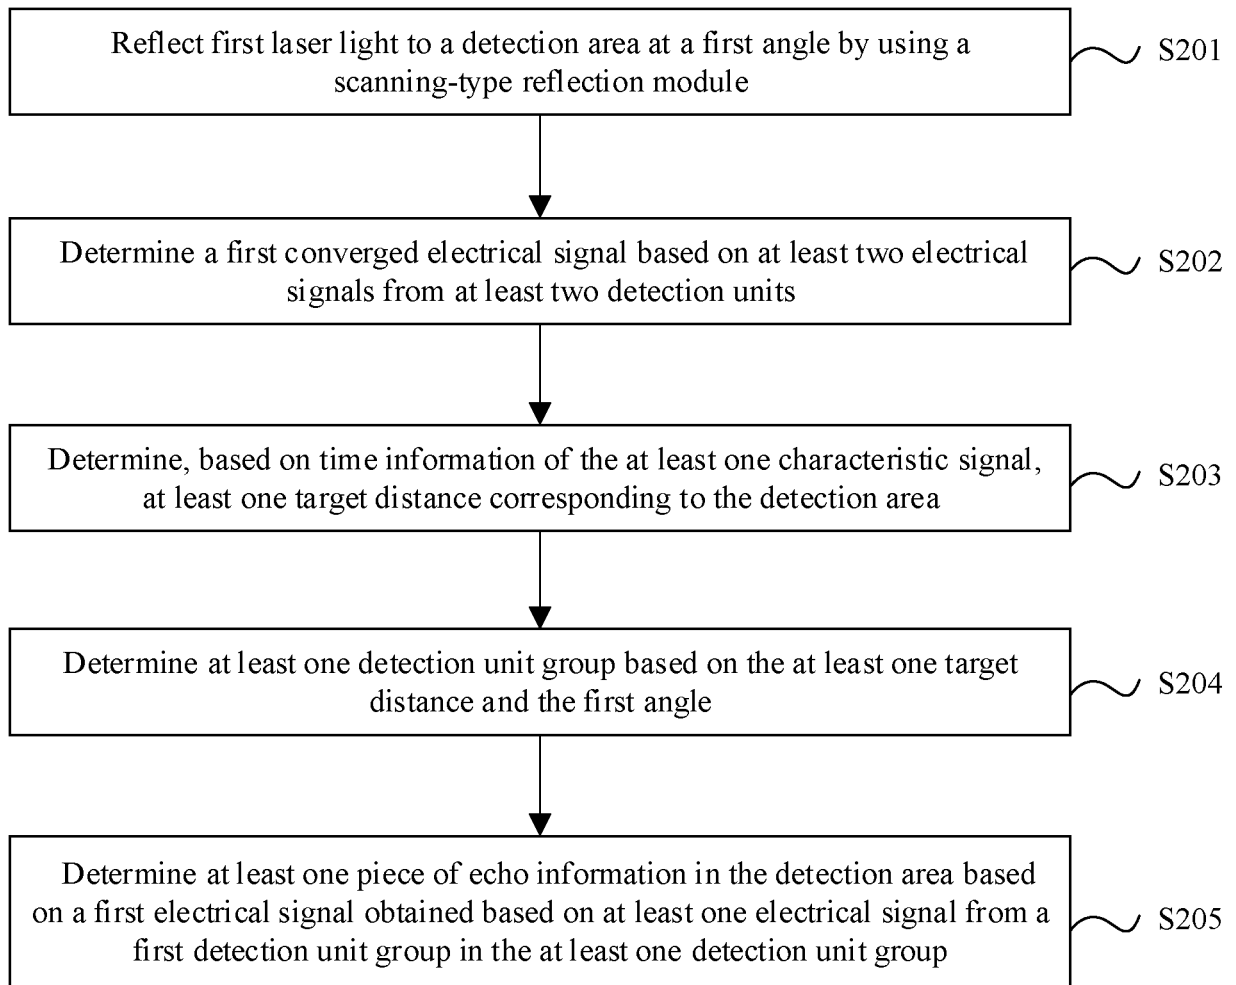 Reflect first laser light to a detection area at a first angle by using a
scanning-type reflection module
S201
Determine a first converged electrical signal based on at least two electrical
signals from at least two detection units
S202
Determine, based on time information of the at least one characteristic signal,
at least one target distance corresponding to the detection area
S203
Determine at least one detection unit group based on the at least one target
distance and the first angle
S204
Determine at least one piece of echo information in the detection area based
on a first electrical signal obtained based on at least one electrical signal from a
first detection unit group in the at least one detection unit group
S205